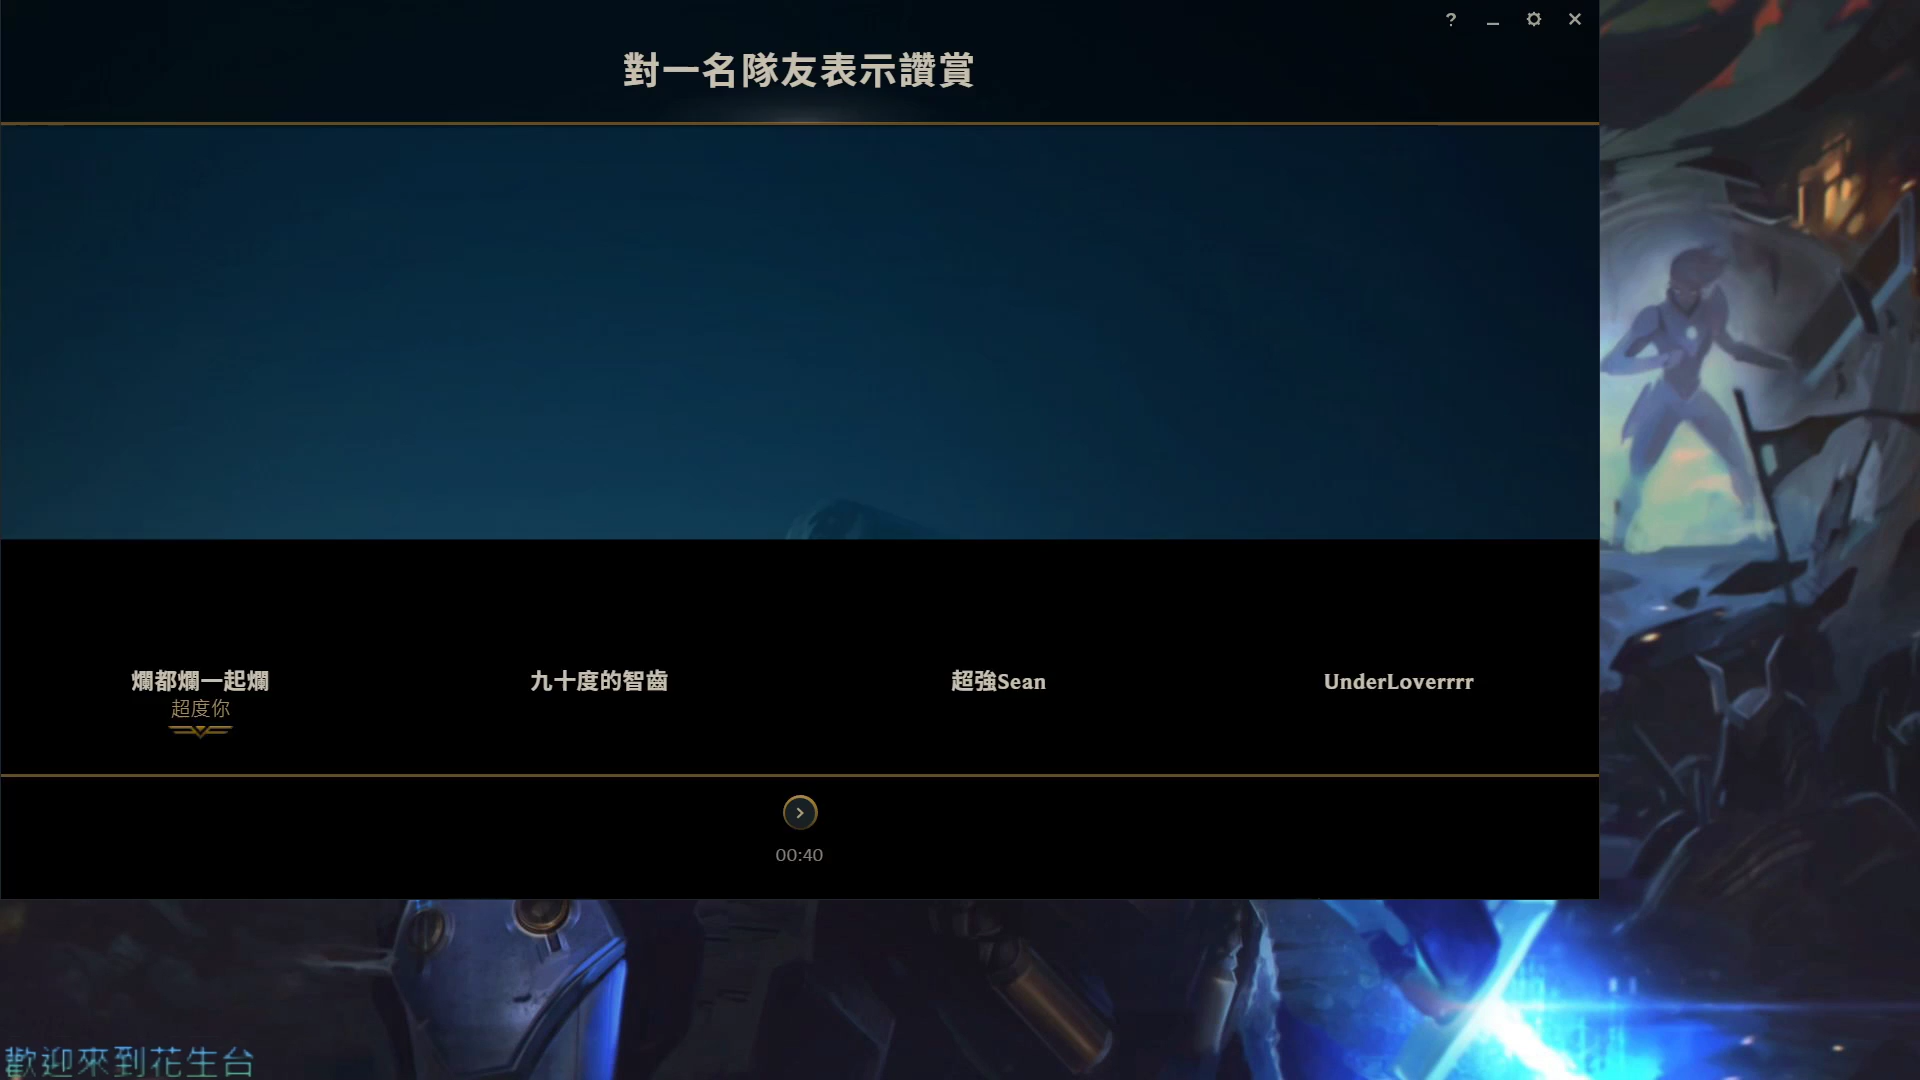 ?
對一名隊友表示讚賞
爛都爛一起爛
超度你
九十度的智齒
超強Sean
UnderLoverrrr
00:40
歡迎來到花生台